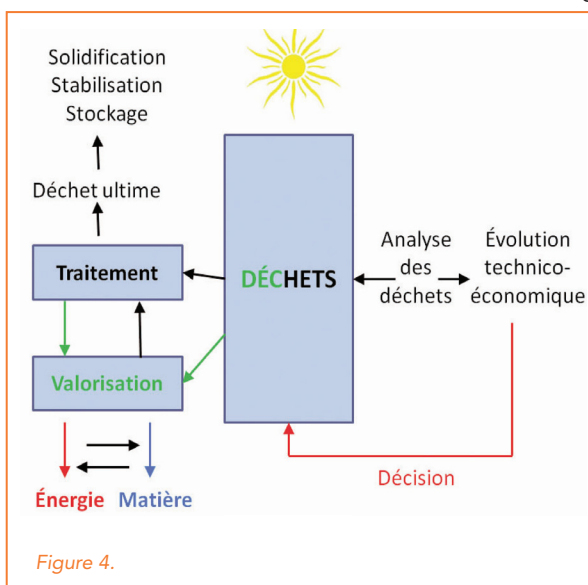 Solidification
Stabilisation
Stockage
Déchet ultime
Traitement
Valorisation
Énergie
Matière
DÉCHETS
Analyse
des
déchets
Évolution
technico-
économique
Décision
Figure 4.